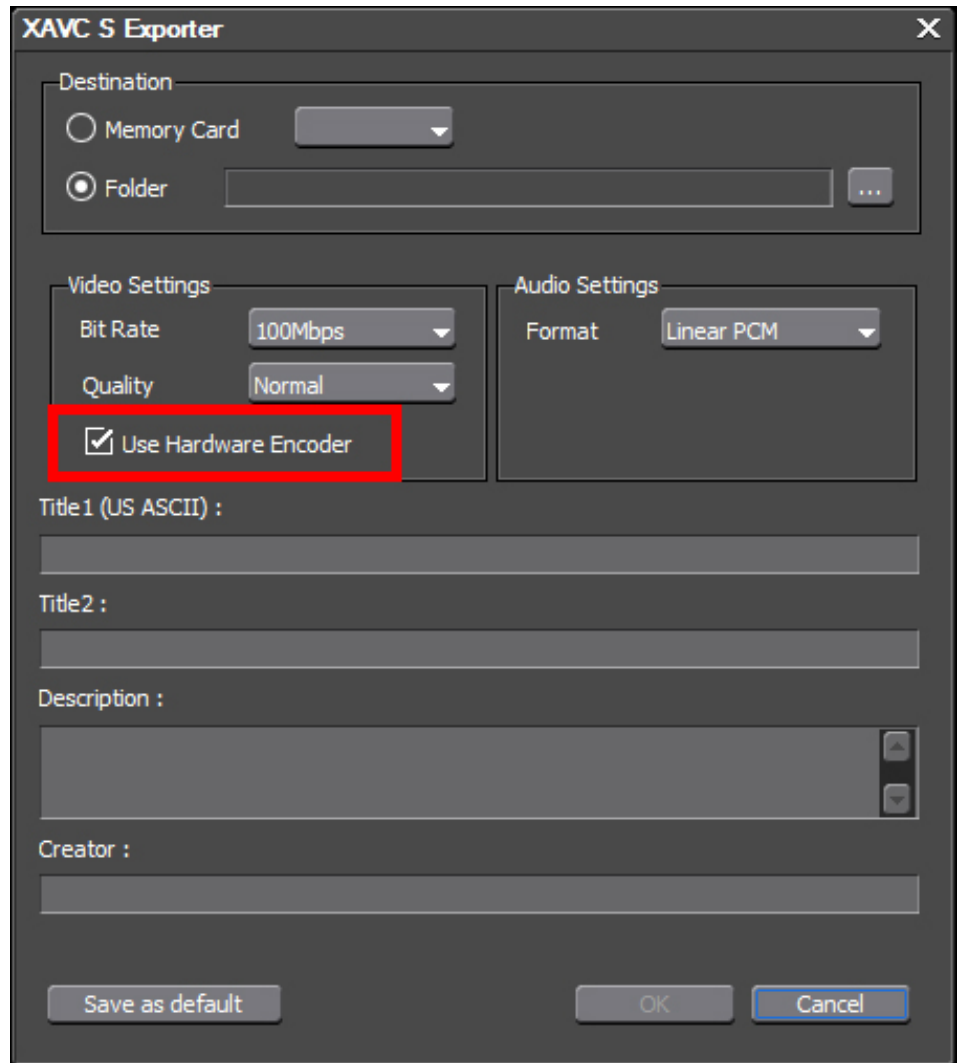 XAVC S Exporter
Destination
Memory Card
Folder
...
Video Settings
Bit Rate 100Mbps
Quality Normal
Use Hardware Encoder
Audio Settings
Format Linear PCM
Title1 (US ASCII) :
Title2 :
Description :
Creator :
Save as default OK Cancel